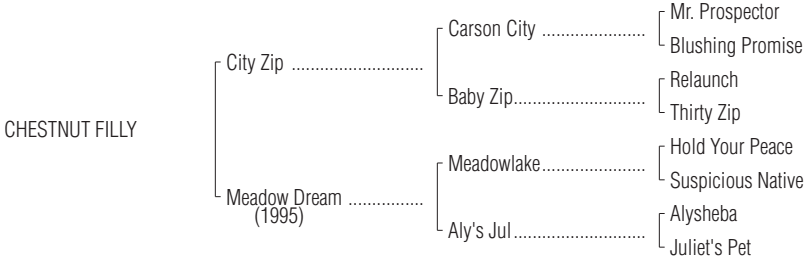 Mr. Prospector
Carson City ......................
Blushing Promise
City Zip ............................
Relaunch
Baby Zip............................
Thirty Zip
CHESTNUT FILLY
Hold Your Peace
Meadowlake......................
Suspicious Native
Meadow Dream ................
(1995)
Alysheba
Aly's Jul............................
Juliet's Pet